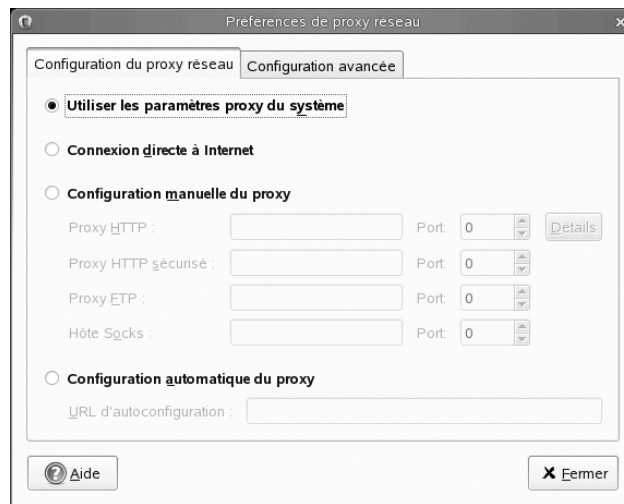 Préférences de proxy réseau
Configuration du proxy réseau Configuration avancée
Utiliser les paramètres proxy du système
Connexion directe à Internet
Configuration manuelle du proxy
Proxy HTTP : Port: 0 Détails
Proxy HTTP sécurisé : Port: 0
Proxy FTP : Port: 0
Hôte Socks : Port: 0
Configuration automatique du proxy
URL d'autoconfiguration :
Aide Fermer